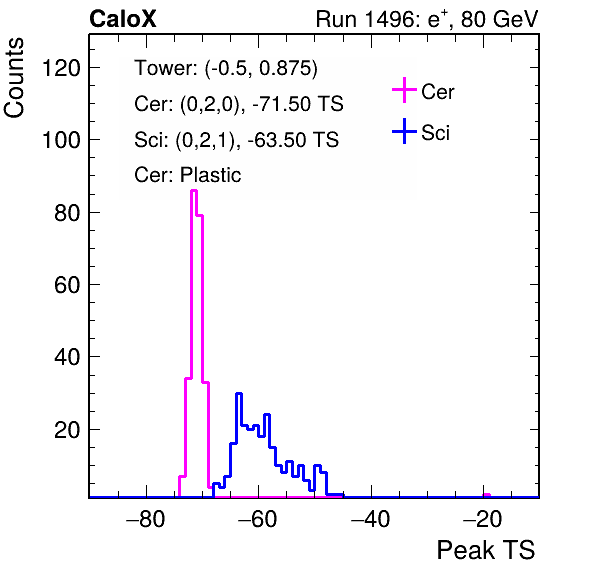 CaloX Run 1496: e⁺, 80 GeV
Counts
Tower: (-0.5, 0.875)
Cer: (0,2,0), -71.50 TS
Sci: (0,2,1), -63.50 TS
Cer: Plastic
Cer
Sci
120
100
80
60
40
20
−80 −60 −40 −20
Peak TS